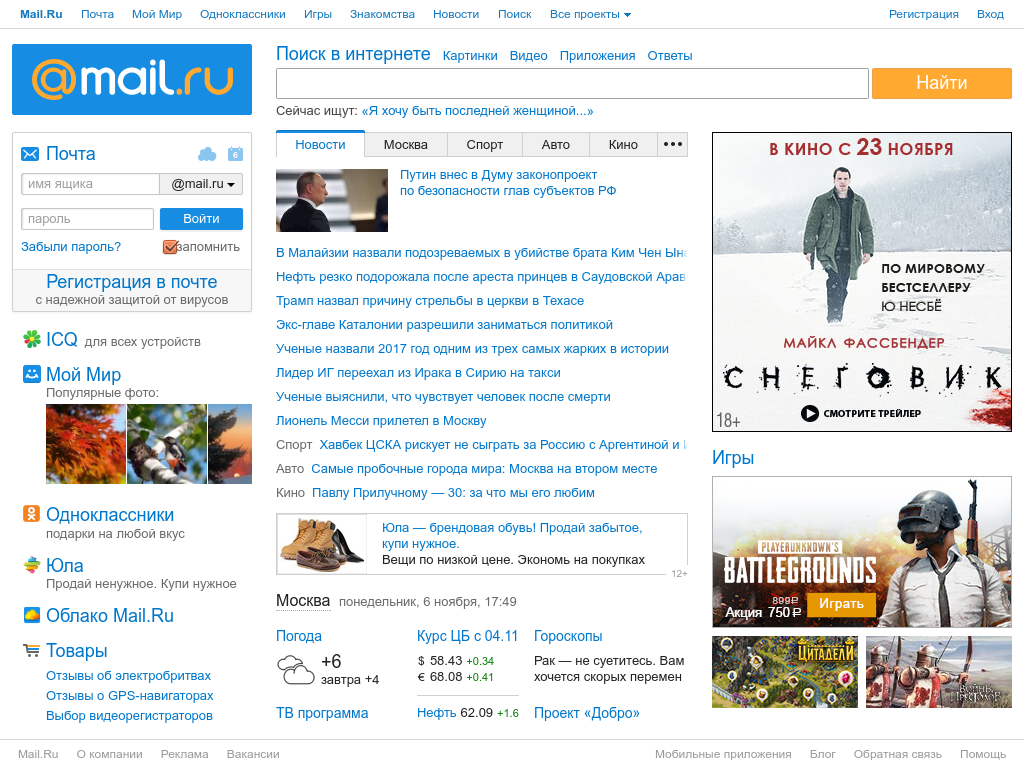 Mail.Ru Почта Мой Мир Одноклассники Игры Знакомства Новости Поиск Все проекты Регистрация Вход
@mail.ru
Поиск в интернете Картинки Видео Приложения Ответы
Найти
Сейчас ищут: «Я хочу быть последней женщиной...»
Почта 6
имя ящика @mail.ru
пароль Войти
Забыли пароль? запомнить
Регистрация в почте
с надежной защитой от вирусов
ICQ для всех устройств
Мой Мир
Популярные фото:
Одноклассники
подарки на любой вкус
Юла
Продай ненужное. Купи нужное
Облако Mail.Ru
Товары
Отзывы об электробритвах
Отзывы о GPS-навигаторах
Выбор видеорегистраторов
Новости Москва Спорт Авто Кино •••
Путин внес в Думу законопроект
по безопасности глав субъектов РФ
В Малайзии назвали подозреваемых в убийстве брата Ким Чен Ына
Нефть резко подорожала после ареста принцев в Саудовской Арав
Трамп назвал причину стрельбы в церкви в Техасе
Экс-главе Каталонии разрешили заниматься политикой
Ученые назвали 2017 год одним из трех самых жарких в истории
Лидер ИГ переехал из Ирака в Сирию на такси
Ученые выяснили, что чувствует человек после смерти
Лионель Месси прилетел в Москву
Спорт Хавбек ЦСКА рискует не сыграть за Россию с Аргентиной и
Авто Самые пробочные города мира: Москва на втором месте
Кино Павлу Прилучному — 30: за что мы его любим
Юла — брендовая обувь! Продай забытое,
купи нужное.
Вещи по низкой цене. Экономь на покупках
12+
Москва понедельник, 6 ноября, 17:49
Погода
+6
завтра +4
ТВ программа
Курс ЦБ с 04.11
$ 58.43 +0.34
€ 68.08 +0.41
Нефть 62.09 +1.6
Гороскопы
Рак — не суетитесь. Вам
хочется скорых перемен
Проект «Добро»
В КИНО С 23 НОЯБРЯ
ПО МИРОВОМУ
БЕСТСЕЛЛЕРУ
Ю НЕСБЁ
МАЙКЛ ФАССБЕНДЕР
СНЕГОВИК
18+ СМОТРИТЕ ТРЕЙЛЕР
Игры
PLAYERUNKNOWN'S
BATTLEGROUNDS
899₽
Акция 750 ₽ Играть
ЦИТАДЕЛИ
ВОЙНЫ
ПРЕСТОЛОВ
Mail.Ru О компании Реклама Вакансии Мобильные приложения Блог Обратная связь Помощь